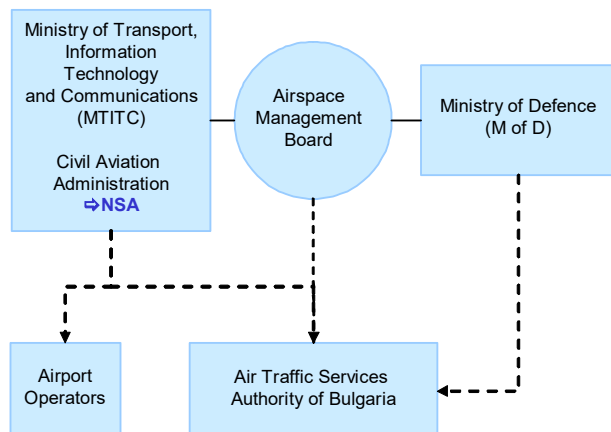 Ministry of Transport,
Information
Technology
and Communications
(MTITC)
Civil Aviation
Administration
⇨NSA
Airspace
Management
Board
Ministry of Defence
(M of D)
Airport
Operators
Air Traffic Services
Authority of Bulgaria